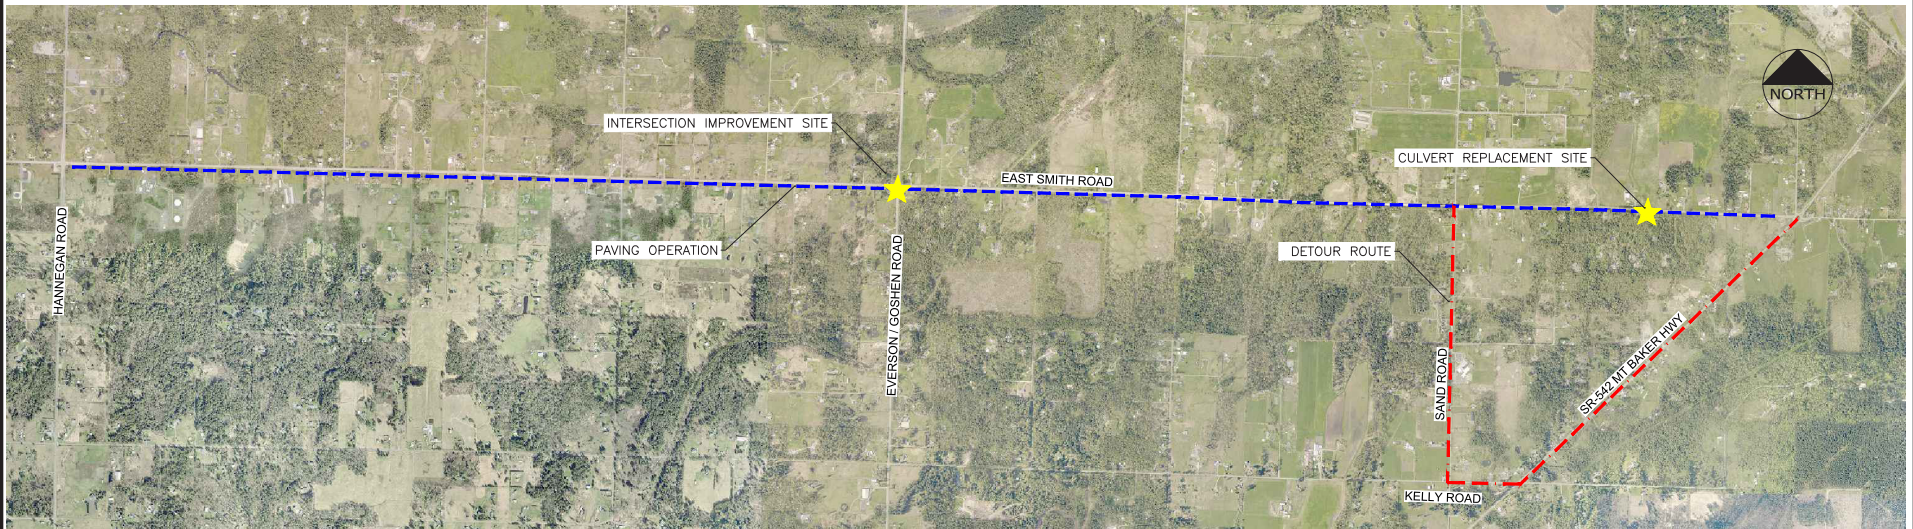 NORTH
INTERSECTION IMPROVEMENT SITE
CULVERT REPLACEMENT SITE
EAST SMITH ROAD
HANNEGAN ROAD
PAVING OPERATION
EVERSON / GOSHEN ROAD
DETOUR ROUTE
SAND ROAD
SR-542 MT BAKER HWY
KELLY ROAD